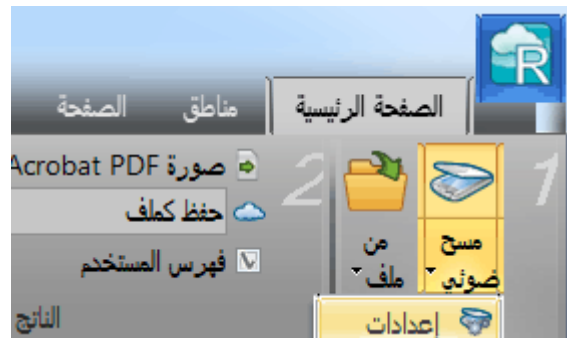 R
الصفحة الرئيسية
مناطق
الصفحة
1
مسح ضوئي
من ملف
إعدادات
2
صورة Acrobat PDF
حفظ كملف
فهرس المستخدم
الناتج